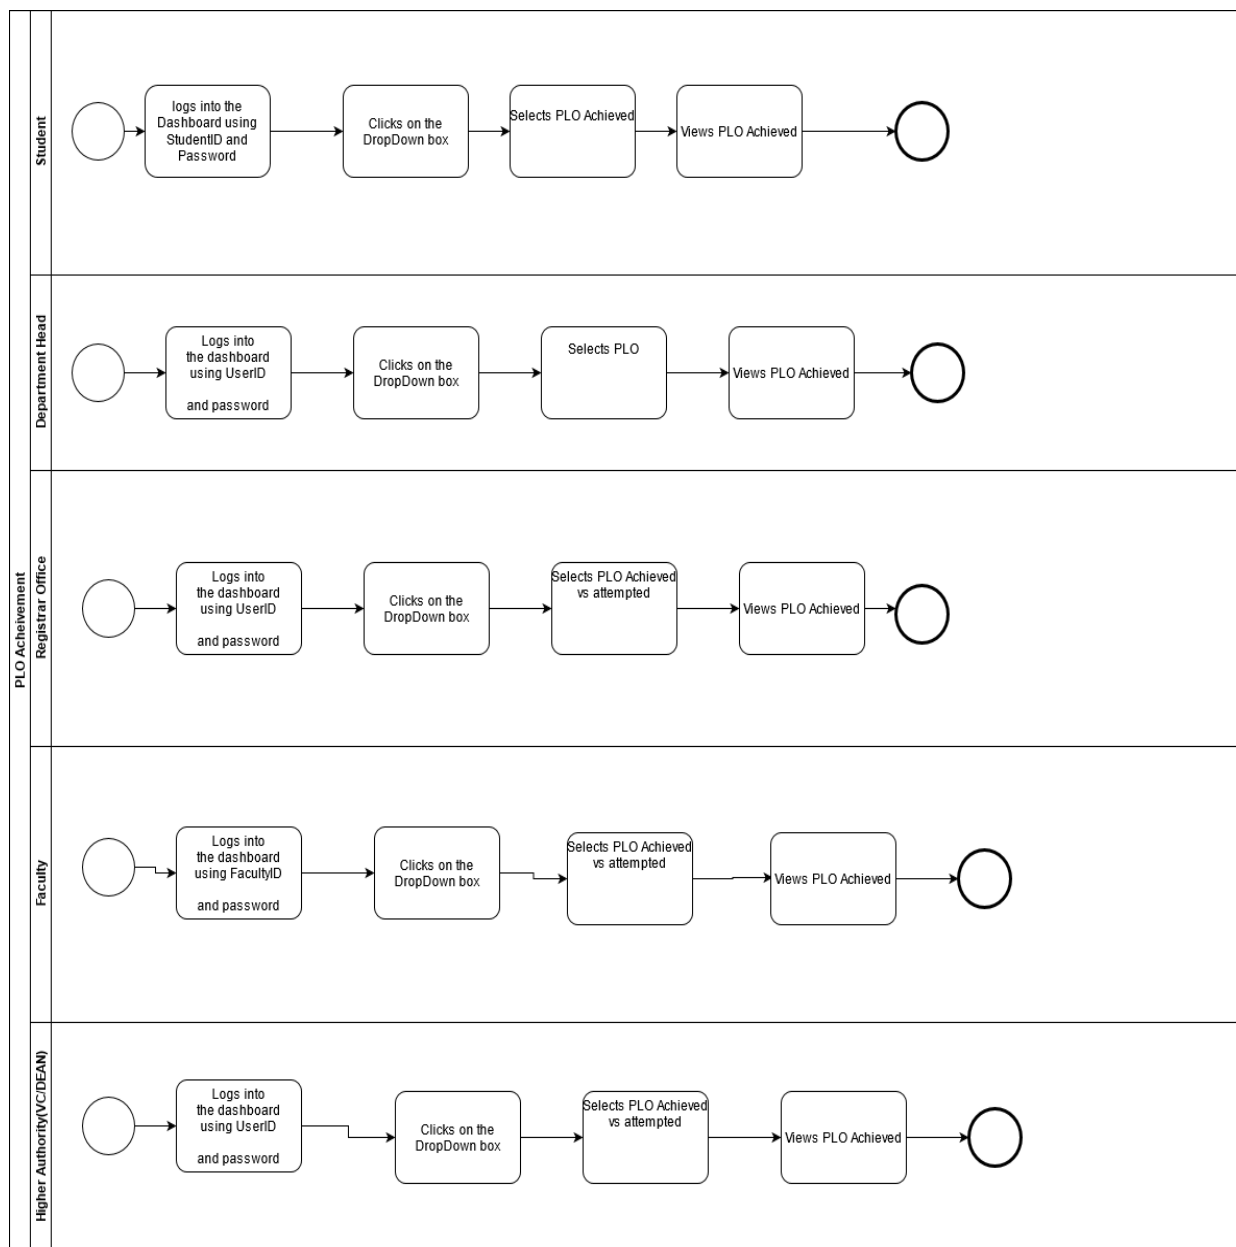 PLO Acheivement
Student
logs into the
Dashboard using
StudentID and
Password
Clicks on the
DropDown box
Selects PLO Achieved
Views PLO Achieved
Department Head
Logs into
the dashboard
using UserID
and password
Clicks on the
DropDown box
Selects PLO
Views PLO Achieved
Registrar Office
Logs into
the dashboard
using UserID
and password
Clicks on the
DropDown box
Selects PLO Achieved
vs attempted
Views PLO Achieved
Faculty
Logs into
the dashboard
using FacultyID
and password
Clicks on the
DropDown box
Selects PLO Achieved
vs attempted
Views PLO Achieved
Higher Authority(VC/DEAN)
Logs into
the dashboard
using UserID
and password
Clicks on the
DropDown box
Selects PLO Achieved
vs attempted
Views PLO Achieved